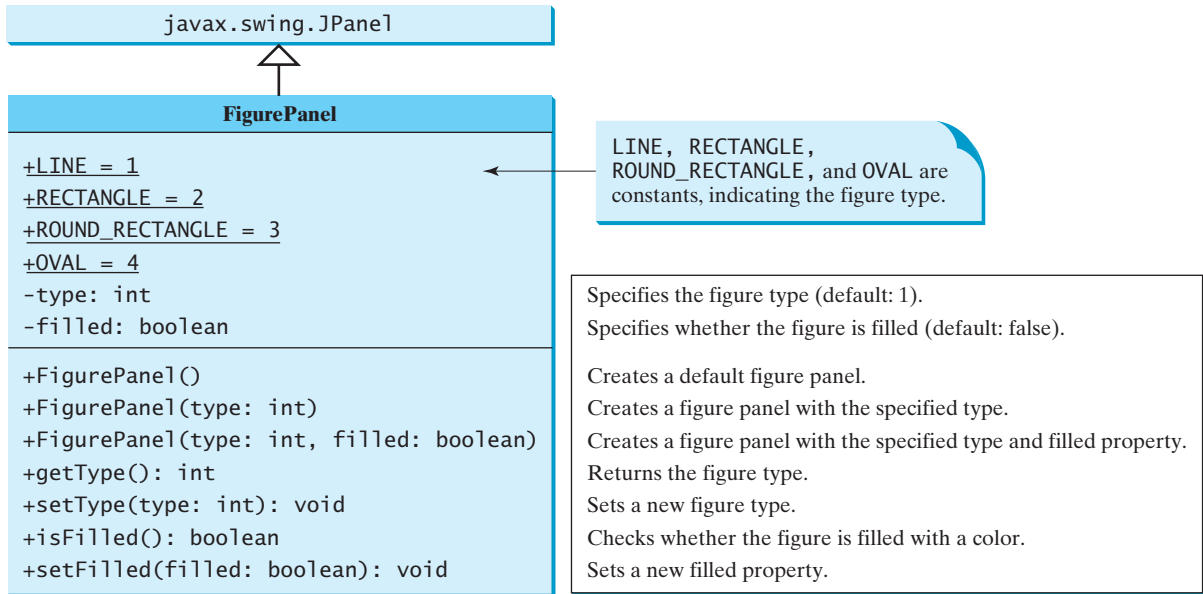 javax.swing.JPanel
FigurePanel
+LINE = 1
+RECTANGLE = 2
+ROUND_RECTANGLE = 3
+OVAL = 4
-type: int
-filled: boolean
+FigurePanel()
+FigurePanel(type: int)
+FigurePanel(type: int, filled: boolean)
+getType(): int
+setType(type: int): void
+isFilled(): boolean
+setFilled(filled: boolean): void
LINE, RECTANGLE,
ROUND_RECTANGLE, and OVAL are
constants, indicating the figure type.
Specifies the figure type (default: 1).
Specifies whether the figure is filled (default: false).
Creates a default figure panel.
Creates a figure panel with the specified type.
Creates a figure panel with the specified type and filled property.
Returns the figure type.
Sets a new figure type.
Checks whether the figure is filled with a color.
Sets a new filled property.